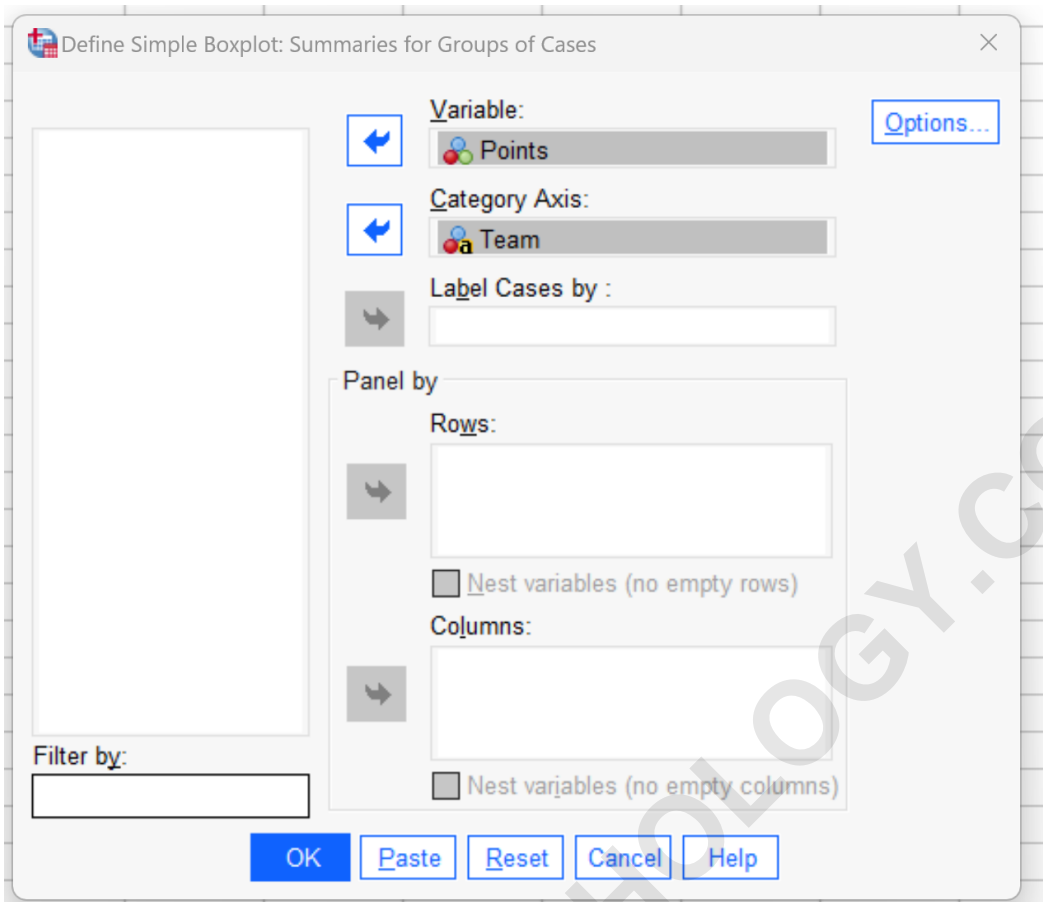 Define Simple Boxplot: Summaries for Groups of Cases
Variable:
Options...
Points
Category Axis:
a Team
Label Cases by :
Panel by
Rows:
Nest variables (no empty rows)
Columns:
Nest variables (no empty columns)
Filter by:
OK Paste Reset Cancel Help